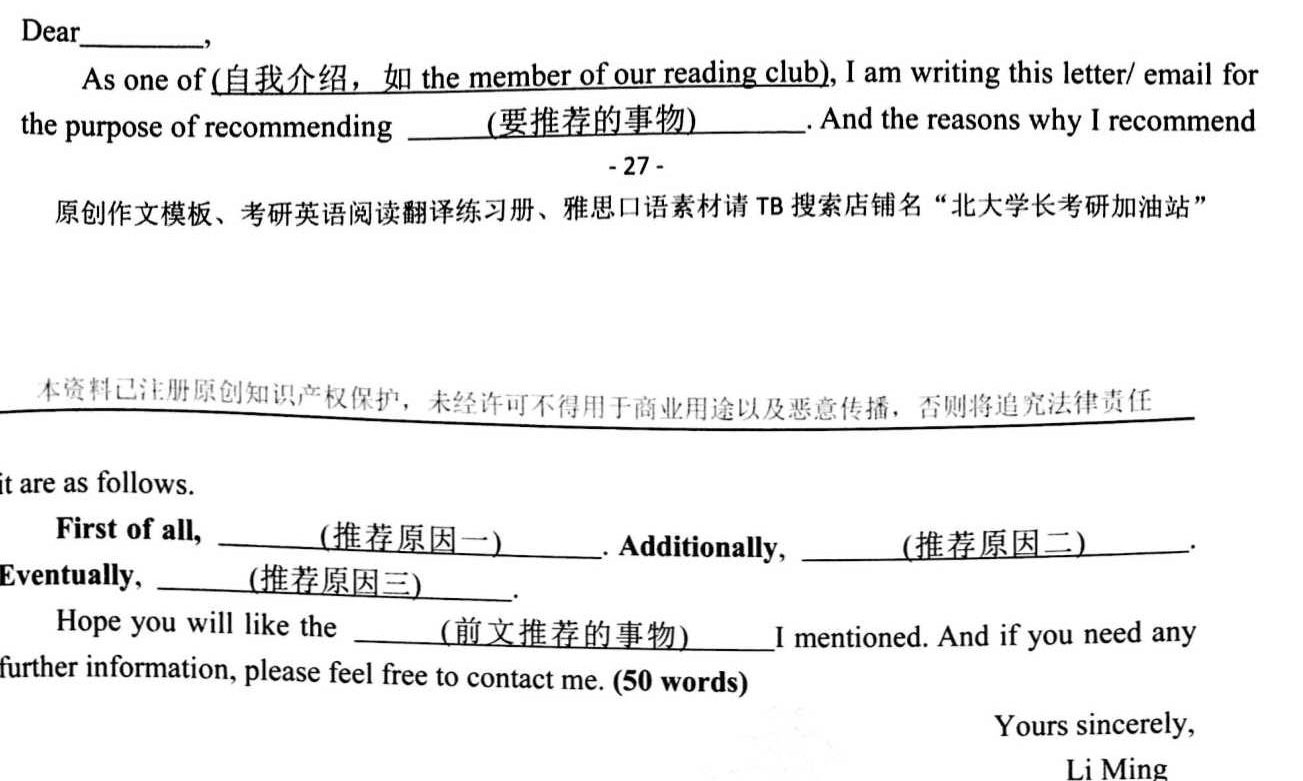 Dear_________,
As one of (自我介绍，如 the member of our reading club), I am writing this letter/ email for
the purpose of recommending ______(要推荐的事物)________. And the reasons why I recommend
- 27 -
原创作文模板、考研英语阅读翻译练习册、雅思口语素材请 TB 搜索店铺名“北大学长考研加油站”
本资料已注册原创知识产权保护，未经许可不得用于商业用途以及恶意传播，否则将追究法律责任
it are as follows.
First of all, ________(推荐原因一)_______. Additionally, _______(推荐原因二)_______.
Eventually, _______(推荐原因三)_______.
Hope you will like the ______(前文推荐的事物)______I mentioned. And if you need any
further information, please feel free to contact me. (50 words)
Yours sincerely,
Li Ming